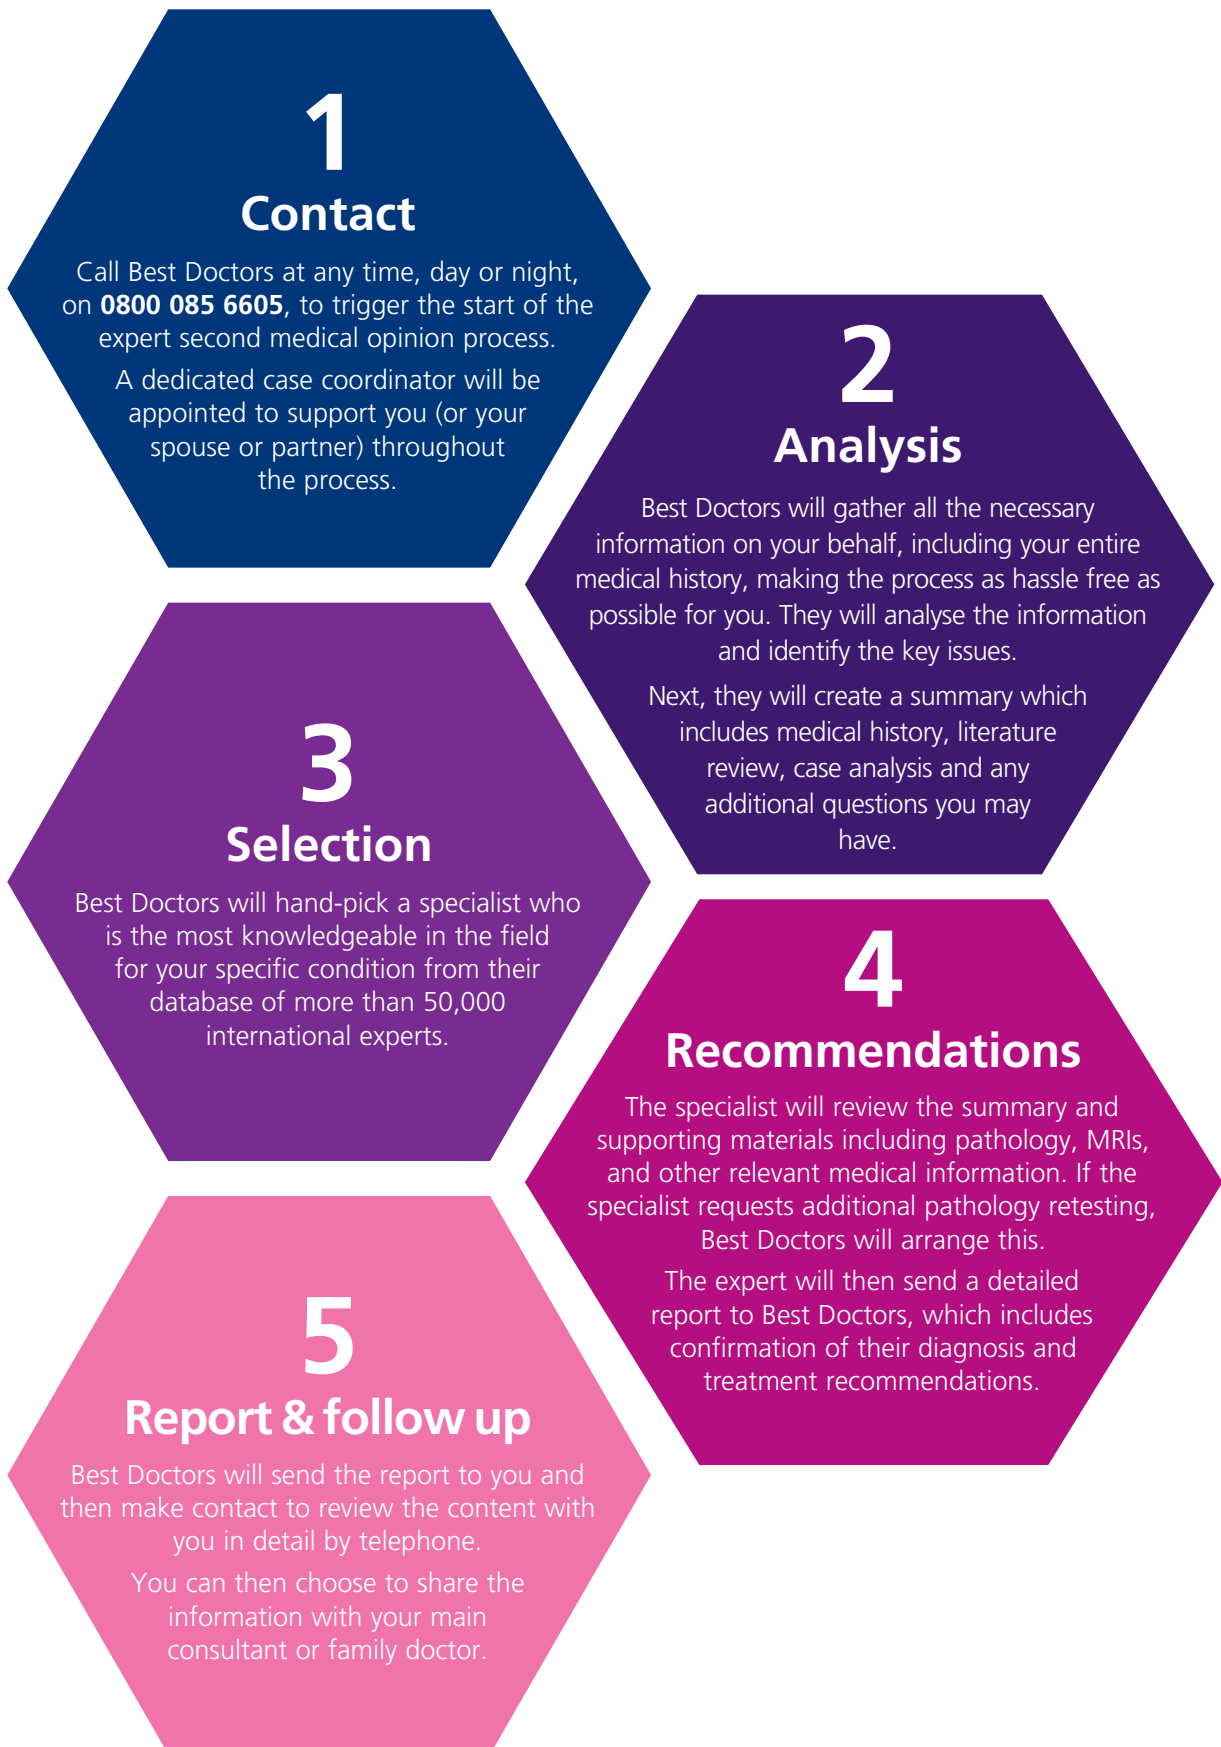 1
Contact
Call Best Doctors at any time, day or night,
on 0800 085 6605, to trigger the start of the
expert second medical opinion process.
A dedicated case coordinator will be
appointed to support you (or your
spouse or partner) throughout
the process.
2
Analysis
Best Doctors will gather all the necessary
information on your behalf, including your entire
medical history, making the process as hassle free as
possible for you. They will analyse the information
and identify the key issues.
Next, they will create a summary which
includes medical history, literature
review, case analysis and any
additional questions you may
have.
3
Selection
Best Doctors will hand-pick a specialist who
is the most knowledgeable in the field
for your specific condition from their
database of more than 50,000
international experts.
4
Recommendations
The specialist will review the summary and
supporting materials including pathology, MRIs,
and other relevant medical information. If the
specialist requests additional pathology retesting,
Best Doctors will arrange this.
The expert will then send a detailed
report to Best Doctors, which includes
confirmation of their diagnosis and
treatment recommendations.
5
Report & follow up
Best Doctors will send the report to you and
then make contact to review the content with
you in detail by telephone.
You can then choose to share the
information with your main
consultant or family doctor.